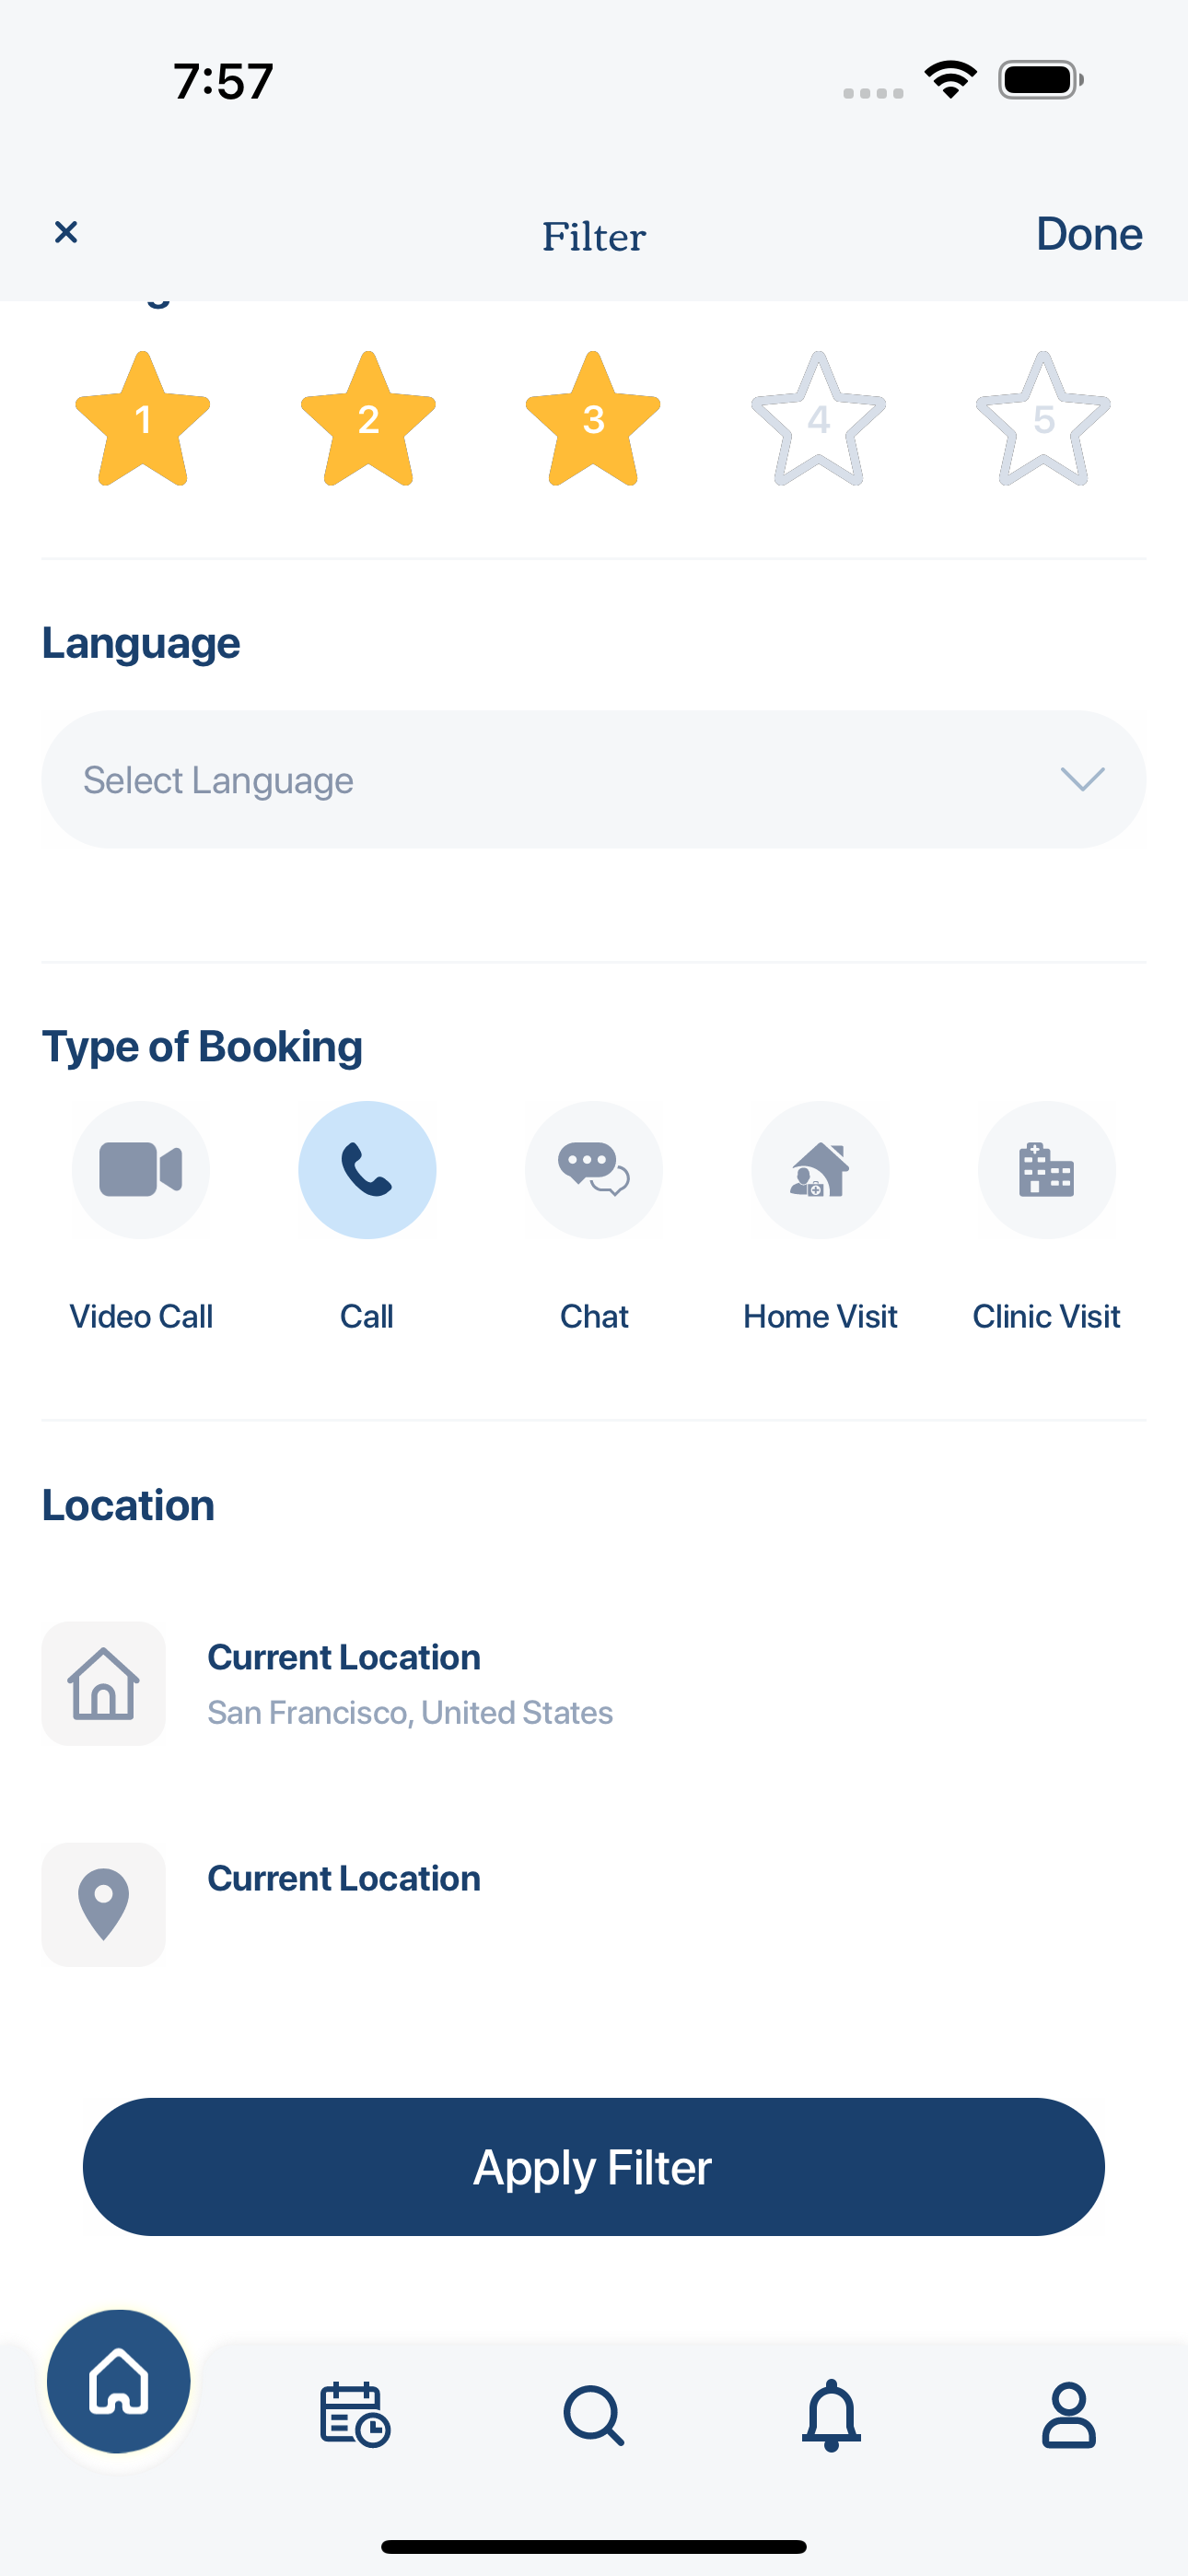 7:57
Filter
Done
1 2 3 4 5
Language
Select Language
Type of Booking
Video Call
Call
Chat
Home Visit
Clinic Visit
Location
Current Location
San Francisco, United States
Current Location
Apply Filter